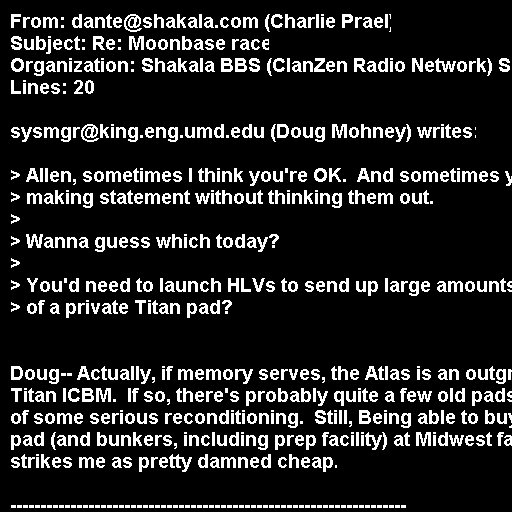 From: dante@shakala.com (Charlie Prael)
Subject: Re: Moonbase race
Organization: Shakala BBS (ClanZen Radio Network) S
Lines: 20
sysmgr@king.eng.umd.edu (Doug Mohney) writes:
> Allen, sometimes I think you're OK.  And sometimes y
> making statement without thinking them out.
>
> Wanna guess which today?
>
> You'd need to launch HLVs to send up large amounts
> of a private Titan pad?
Doug-- Actually, if memory serves, the Atlas is an outgr
Titan ICBM.  If so, there's probably quite a few old pads
of some serious reconditioning.  Still, Being able to buy
pad (and bunkers, including prep facility) at Midwest fa
strikes me as pretty damned cheap.
------------------------------------------------------------------